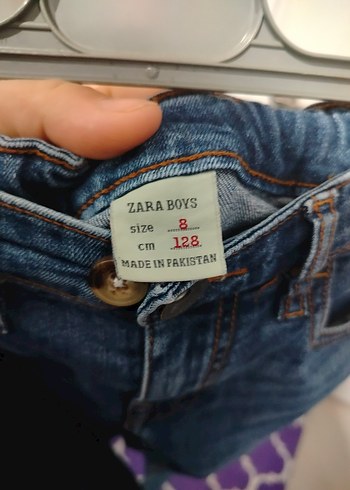 ZARA BOYS
size 8
cm 128
MADE IN PAKISTAN